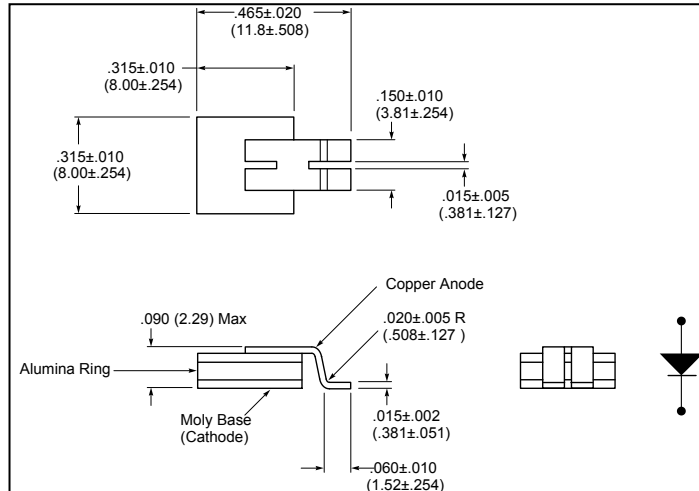 .465±.020
(11.8±.508)
.315±.010
(8.00±.254)
.150±.010
(3.81±.254)
.315±.010
(8.00±.254)
.015±.005
(.381±.127)
Copper Anode
.090 (2.29) Max
.020±.005 R
(.508±.127 )
Alumina Ring
Moly Base
(Cathode)
.015±.002
(.381±.051)
.060±.010
(1.52±.254)